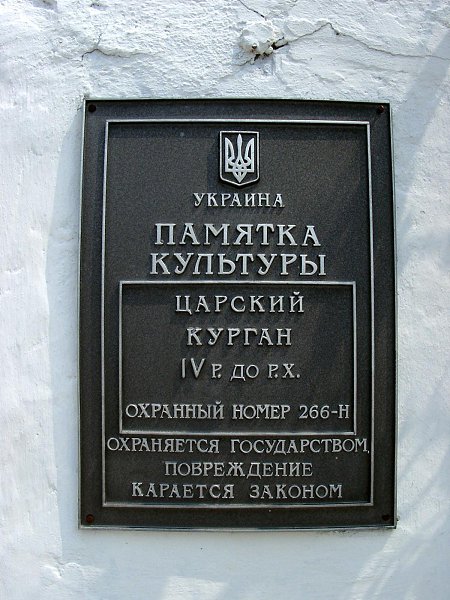 УКРАИНА
ПАМЯТКА
КУЛЬТУРЫ
ЦАРСКИЙ
КУРГАН
IV Р. ДО Р.Х.
ОХРАННЫЙ НОМЕР 266-Н
ОХРАНЯЕТСЯ ГОСУДАРСТВОМ,
ПОВРЕЖДЕНИЕ
КАРАЕТСЯ ЗАКОНОМ